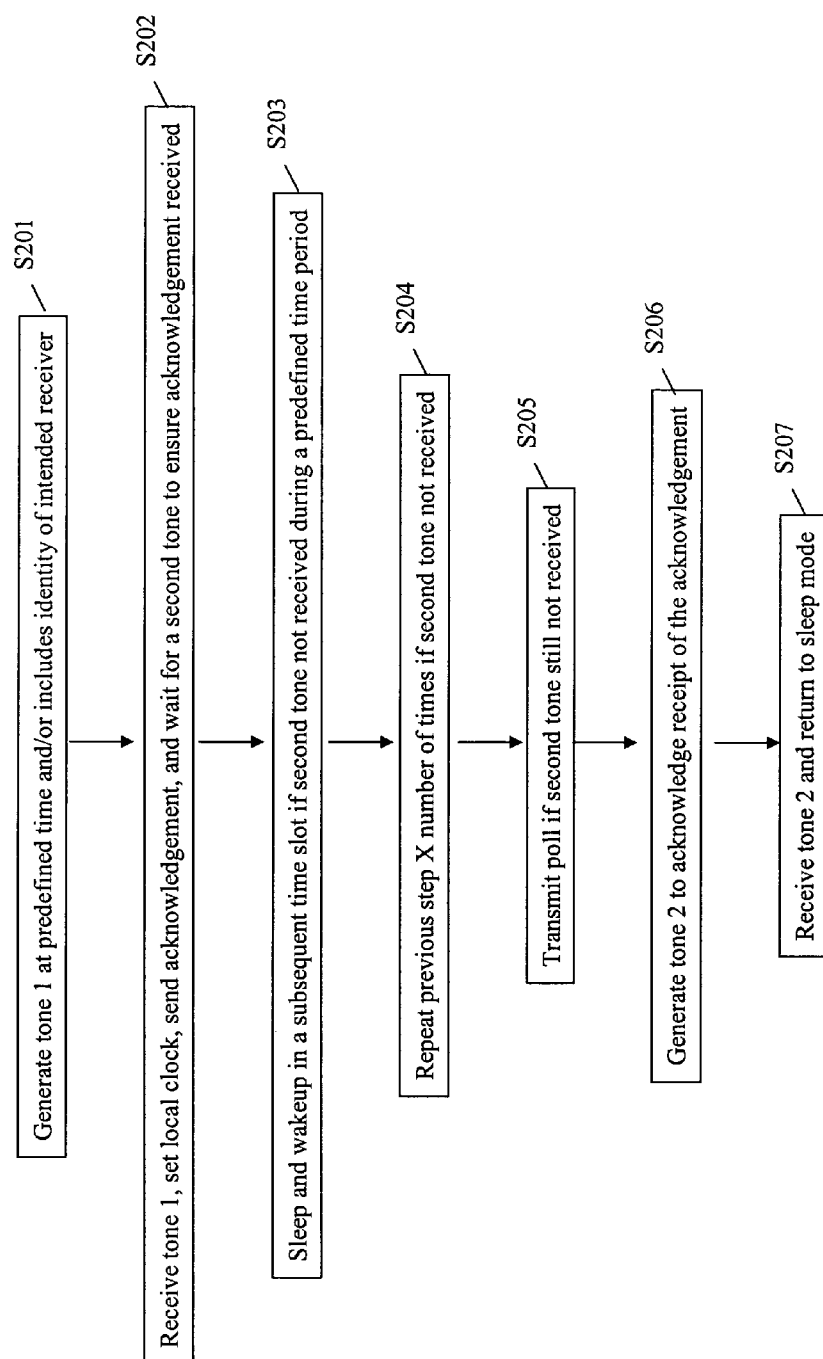 S201
Generate tone 1 at predefined time and/or includes identity of intended receiver
S202
Receive tone 1, set local clock, send acknowledgement, and wait for a second tone to ensure acknowledgement received
S203
Sleep and wakeup in a subsequent time slot if second tone not received during a predefined time period
S204
Repeat previous step X number of times if second tone not received
S205
Transmit poll if second tone still not received
S206
Generate tone 2 to acknowledge receipt of the acknowledgement
S207
Receive tone 2 and return to sleep mode